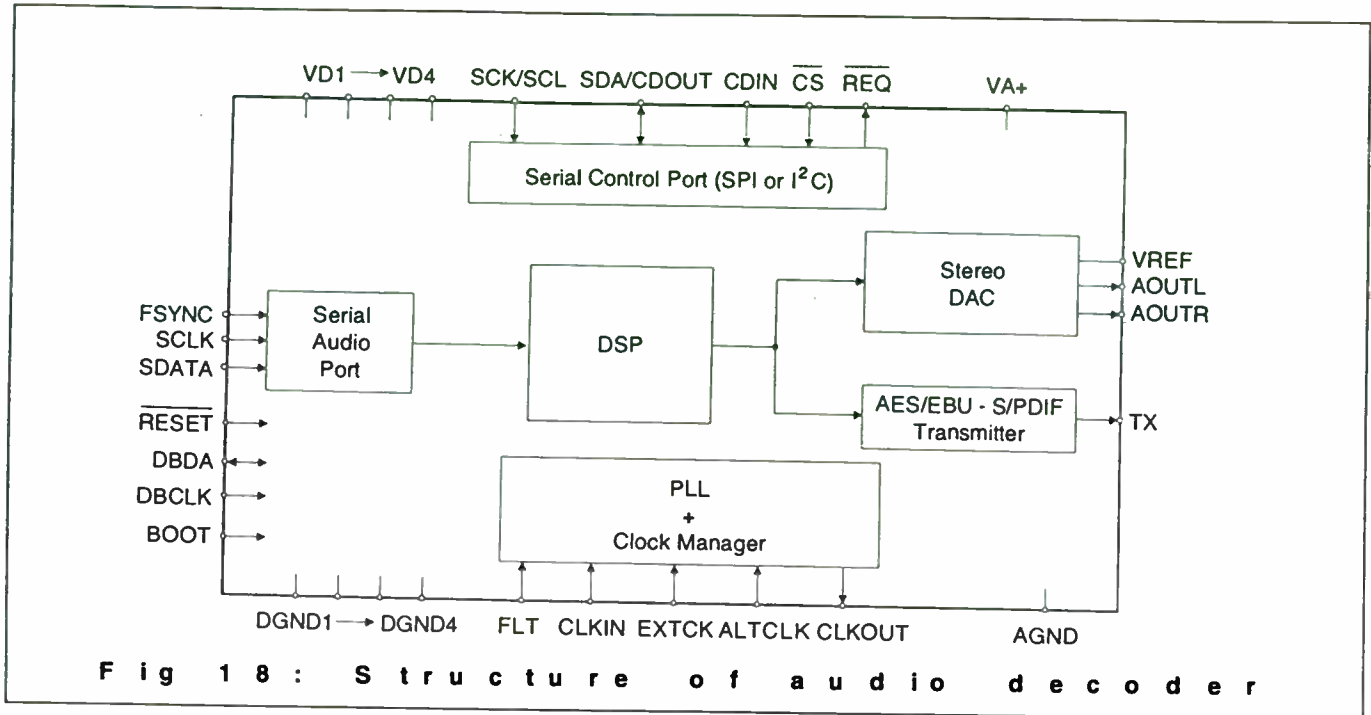 VD1 → VD4 SCK/SCL SDA/CDOUT CDIN CS REQ VA+
Serial Control Port (SPI or I²C)
Stereo
DAC
VREF
AOUTL
AOUTR
FSYNC
SCLK
SDATA
Serial
Audio
Port
DSP
AES/EBU - S/PDIF
Transmitter
TX
RESET
DBDA
DBCLK
BOOT
PLL
+
Clock Manager
DGND1 → DGND4 FLT CLKIN EXTCK ALTCLK CLKOUT AGND
Fig 18: Structure of audio decoder